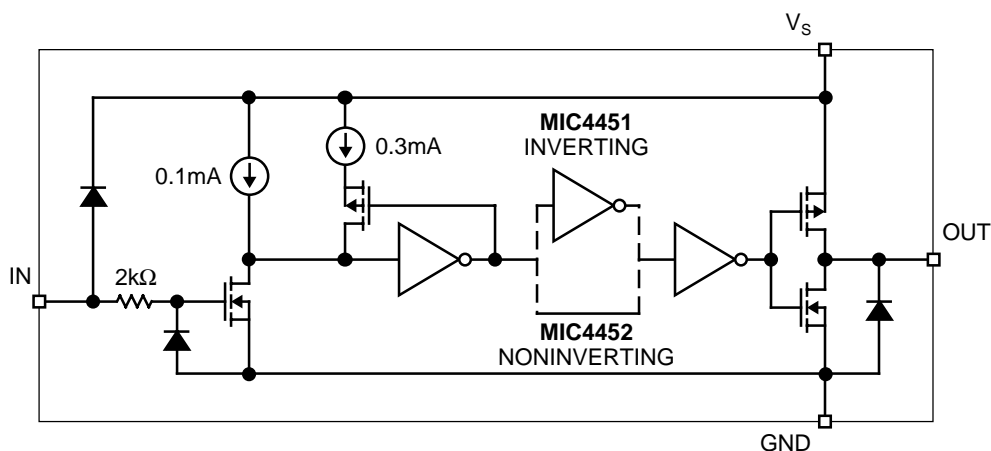 V_S
MIC4451
INVERTING
0.3mA
0.1mA
OUT
IN
2kΩ
MIC4452
NONINVERTING
GND